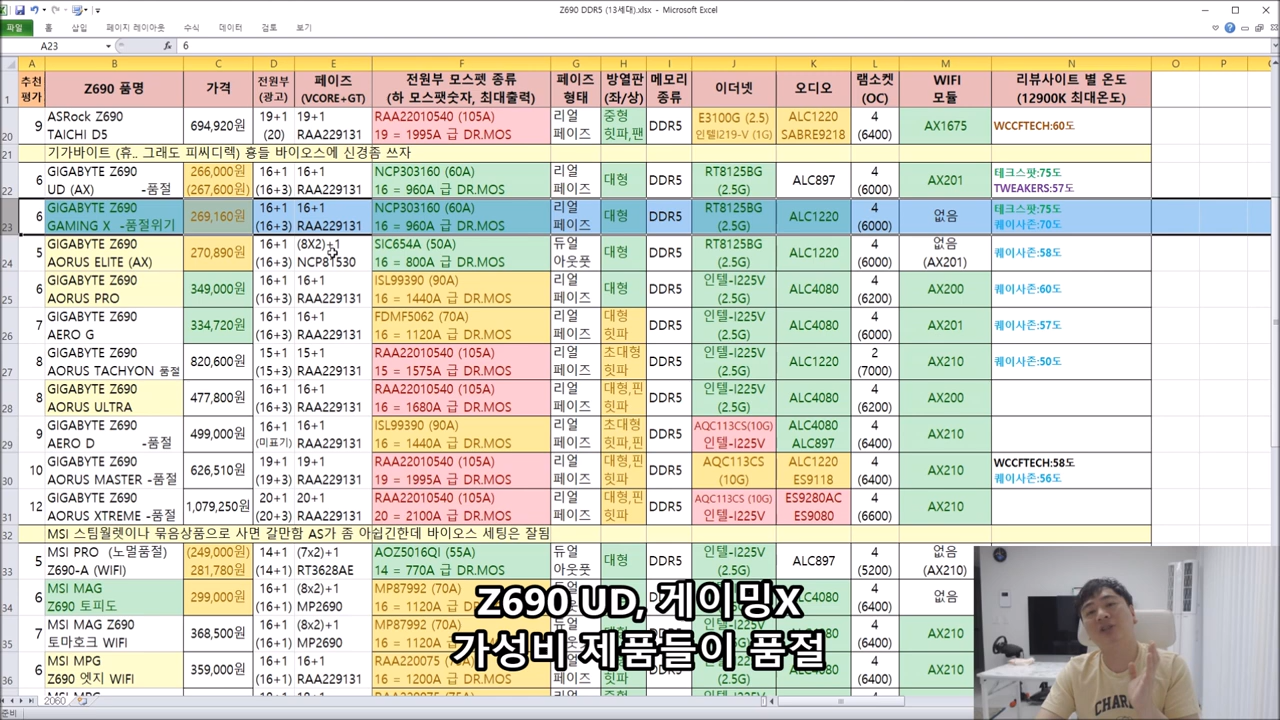 Z690 DDR5 (13세대).xlsx - Microsoft Excel
파일 홈 삽입 페이지 레이아웃 수식 데이터 검토 보기
A23 fx 6
A B C D E F G H I J K L M N O P Q
1 추천 평가 Z690 품명 가격 전원부 (광고) 페이즈 (VCORE+GT) 전원부 모스펫 종류 (하 모스팻숫자, 최대출력) 페이즈 형태 방열판 (좌/상) 메모리 종류 이더넷 오디오 램소켓 (OC) WIFI 모듈 리뷰사이트 별 온도 (12900K 최대온도)
20 9 ASRock Z690 TAICHI D5 694,920원 19+1 (20) 19+1 RAA229131 RAA22010540 (105A) 19 = 1995A 급 DR.MOS 리얼 페이즈 중형 힛파,팬 DDR5 E3100G (2.5) 인텔I219-V (1G) ALC1220 SABRE9218 4 (6400) AX1675 WCCFTECH:60도
21 기가바이트 (휴.. 그래도 피씨디렉) 흉들 바이오스에 신경좀 쓰자
22 6 GIGABYTE Z690 UD (AX) -품절 266,000원 (267,600원) 16+1 (16+3) 16+1 RAA229131 NCP303160 (60A) 16 = 960A 급 DR.MOS 리얼 페이즈 대형 DDR5 RT8125BG (2.5G) ALC897 4 (6000) AX201 테크스팟:75도 TWEAKERS:57도
23 6 GIGABYTE Z690 GAMING X -품절위기 269,160원 16+1 (16+3) 16+1 RAA229131 NCP303160 (60A) 16 = 960A 급 DR.MOS 리얼 페이즈 대형 DDR5 RT8125BG (2.5G) ALC1220 4 (6000) 없음 테크스팟:75도 퀘이사존:70도
24 5 GIGABYTE Z690 AORUS ELITE (AX) 270,890원 16+1 (16+3) (8X2)+1 NCP81530 SIC654A (50A) 16 = 800A 급 DR.MOS 듀얼 아웃풋 대형 DDR5 RT8125BG (2.5G) ALC1220 4 (6000) 없음 (AX201) 퀘이사존:58도
25 6 GIGABYTE Z690 AORUS PRO 349,000원 16+1 (16+3) 16+1 RAA229131 ISL99390 (90A) 16 = 1440A 급 DR.MOS 리얼 페이즈 대형 DDR5 인텔-I225V (2.5G) ALC4080 4 (6200) AX200 퀘이사존:60도
26 7 GIGABYTE Z690 AERO G 334,720원 16+1 (16+3) 16+1 RAA229131 FDMF5062 (70A) 16 = 1120A 급 DR.MOS 리얼 페이즈 대형 힛파 DDR5 인텔-I225V (2.5G) ALC4080 4 (6000) AX201 퀘이사존:57도
27 8 GIGABYTE Z690 AORUS TACHYON 품절 820,600원 15+1 (15+3) 15+1 RAA229131 RAA22010540 (105A) 15 = 1575A 급 DR.MOS 리얼 페이즈 초대형 힛파 DDR5 인텔-I225V (2.5G) ALC1220 2 (7000) AX210 퀘이사존:50도
28 8 GIGABYTE Z690 AORUS ULTRA 477,800원 16+1 (16+3) 16+1 RAA229131 RAA22010540 (105A) 16 = 1680A 급 DR.MOS 리얼 페이즈 대형,핀 힛파 DDR5 인텔-I225V (2.5G) ALC4080 4 (6200) AX200
29 9 GIGABYTE Z690 AERO D -품절 499,000원 16+1 (미표기) 16+1 RAA229131 ISL99390 (90A) 16 = 1440A 급 DR.MOS 리얼 페이즈 초대형 힛파,핀 DDR5 AQC113CS(10G) 인텔-I225V ALC4080 ALC897 4 (6400) AX210
30 10 GIGABYTE Z690 AORUS MASTER -품절 626,510원 19+1 (16+3) 19+1 RAA229131 RAA22010540 (105A) 19 = 1995A 급 DR.MOS 리얼 페이즈 대형,핀 힛파 DDR5 AQC113CS (10G) ALC1220 ES9118 4 (6400) AX210 WCCFTECH:58도 퀘이사존:56도
31 12 GIGABYTE Z690 AORUS XTREME -품절 1,079,250원 20+1 (20+3) 20+1 RAA229131 RAA22010540 (105A) 20 = 2100A 급 DR.MOS 리얼 페이즈 대형,핀 힛파 DDR5 AQC113CS (10G) 인텔-I225V ES9280AC ES9080 4 (6600) AX210
32 MSI 스팀월렛이나 묶음상품으로 사면 갈만함 AS가 좀 아쉽긴한데 바이오스 세팅은 잘됨
33 5 MSI PRO (노멀품절) Z690-A (WIFI) (249,000원) 281,780원 14+1 (14+1) (7x2)+1 RT3628AE AOZ5016QI (55A) 14 = 770A 급 DR.MOS 듀얼 아웃풋 대형 DDR5 인텔-I225V (2.5G) ALC897 4 (5200) 없음 (AX210)
34 6 MSI MAG Z690 토피도 299,000원 16+1 (16+1) (8x2)+1 MP2690 MP87992 (70A)
없음
35 7 MSI MAG Z690 토마호크 WIFI 368,500원 16+1 (16+1) (8x2)+1 MP2690 MP87992 (70A) 16 = 1120A
AX210
36 6 MSI MPG Z690 엣지 WIFI 359,000원 16+1 (16+1) (8x2)+1 MP2690 RAA220075 (75A) 16 = 1200A 급 DR.MOS 듀얼 아웃풋 대형 DDR5 인텔-I225V (2.5G) ALC4080 4 (6400) AX210
Z690 UD, 게이밍X
가성비 제품들이 품절
2060
준비